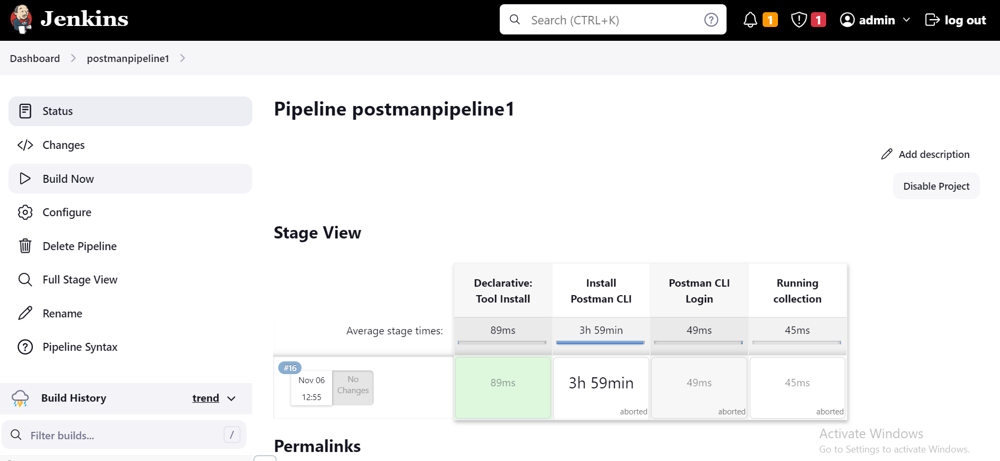 Jenkins
Search (CTRL+K)
1
1
admin
log out
Dashboard
postmanpipeline1
Status
Changes
Build Now
Configure
Delete Pipeline
Full Stage View
Rename
Pipeline Syntax
Build History
trend
Filter builds...
/
Pipeline postmanpipeline1
Add description
Disable Project
Stage View
Declarative:
Tool Install
Install
Postman CLI
Postman CLI
Login
Running
collection
Average stage times:
89ms
3h 59min
49ms
45ms
#16
Nov 06
12:55
No
Changes
89ms
3h 59min
aborted
49ms
aborted
45ms
aborted
Permalinks
Activate Windows
Go to Settings to activate Windows.